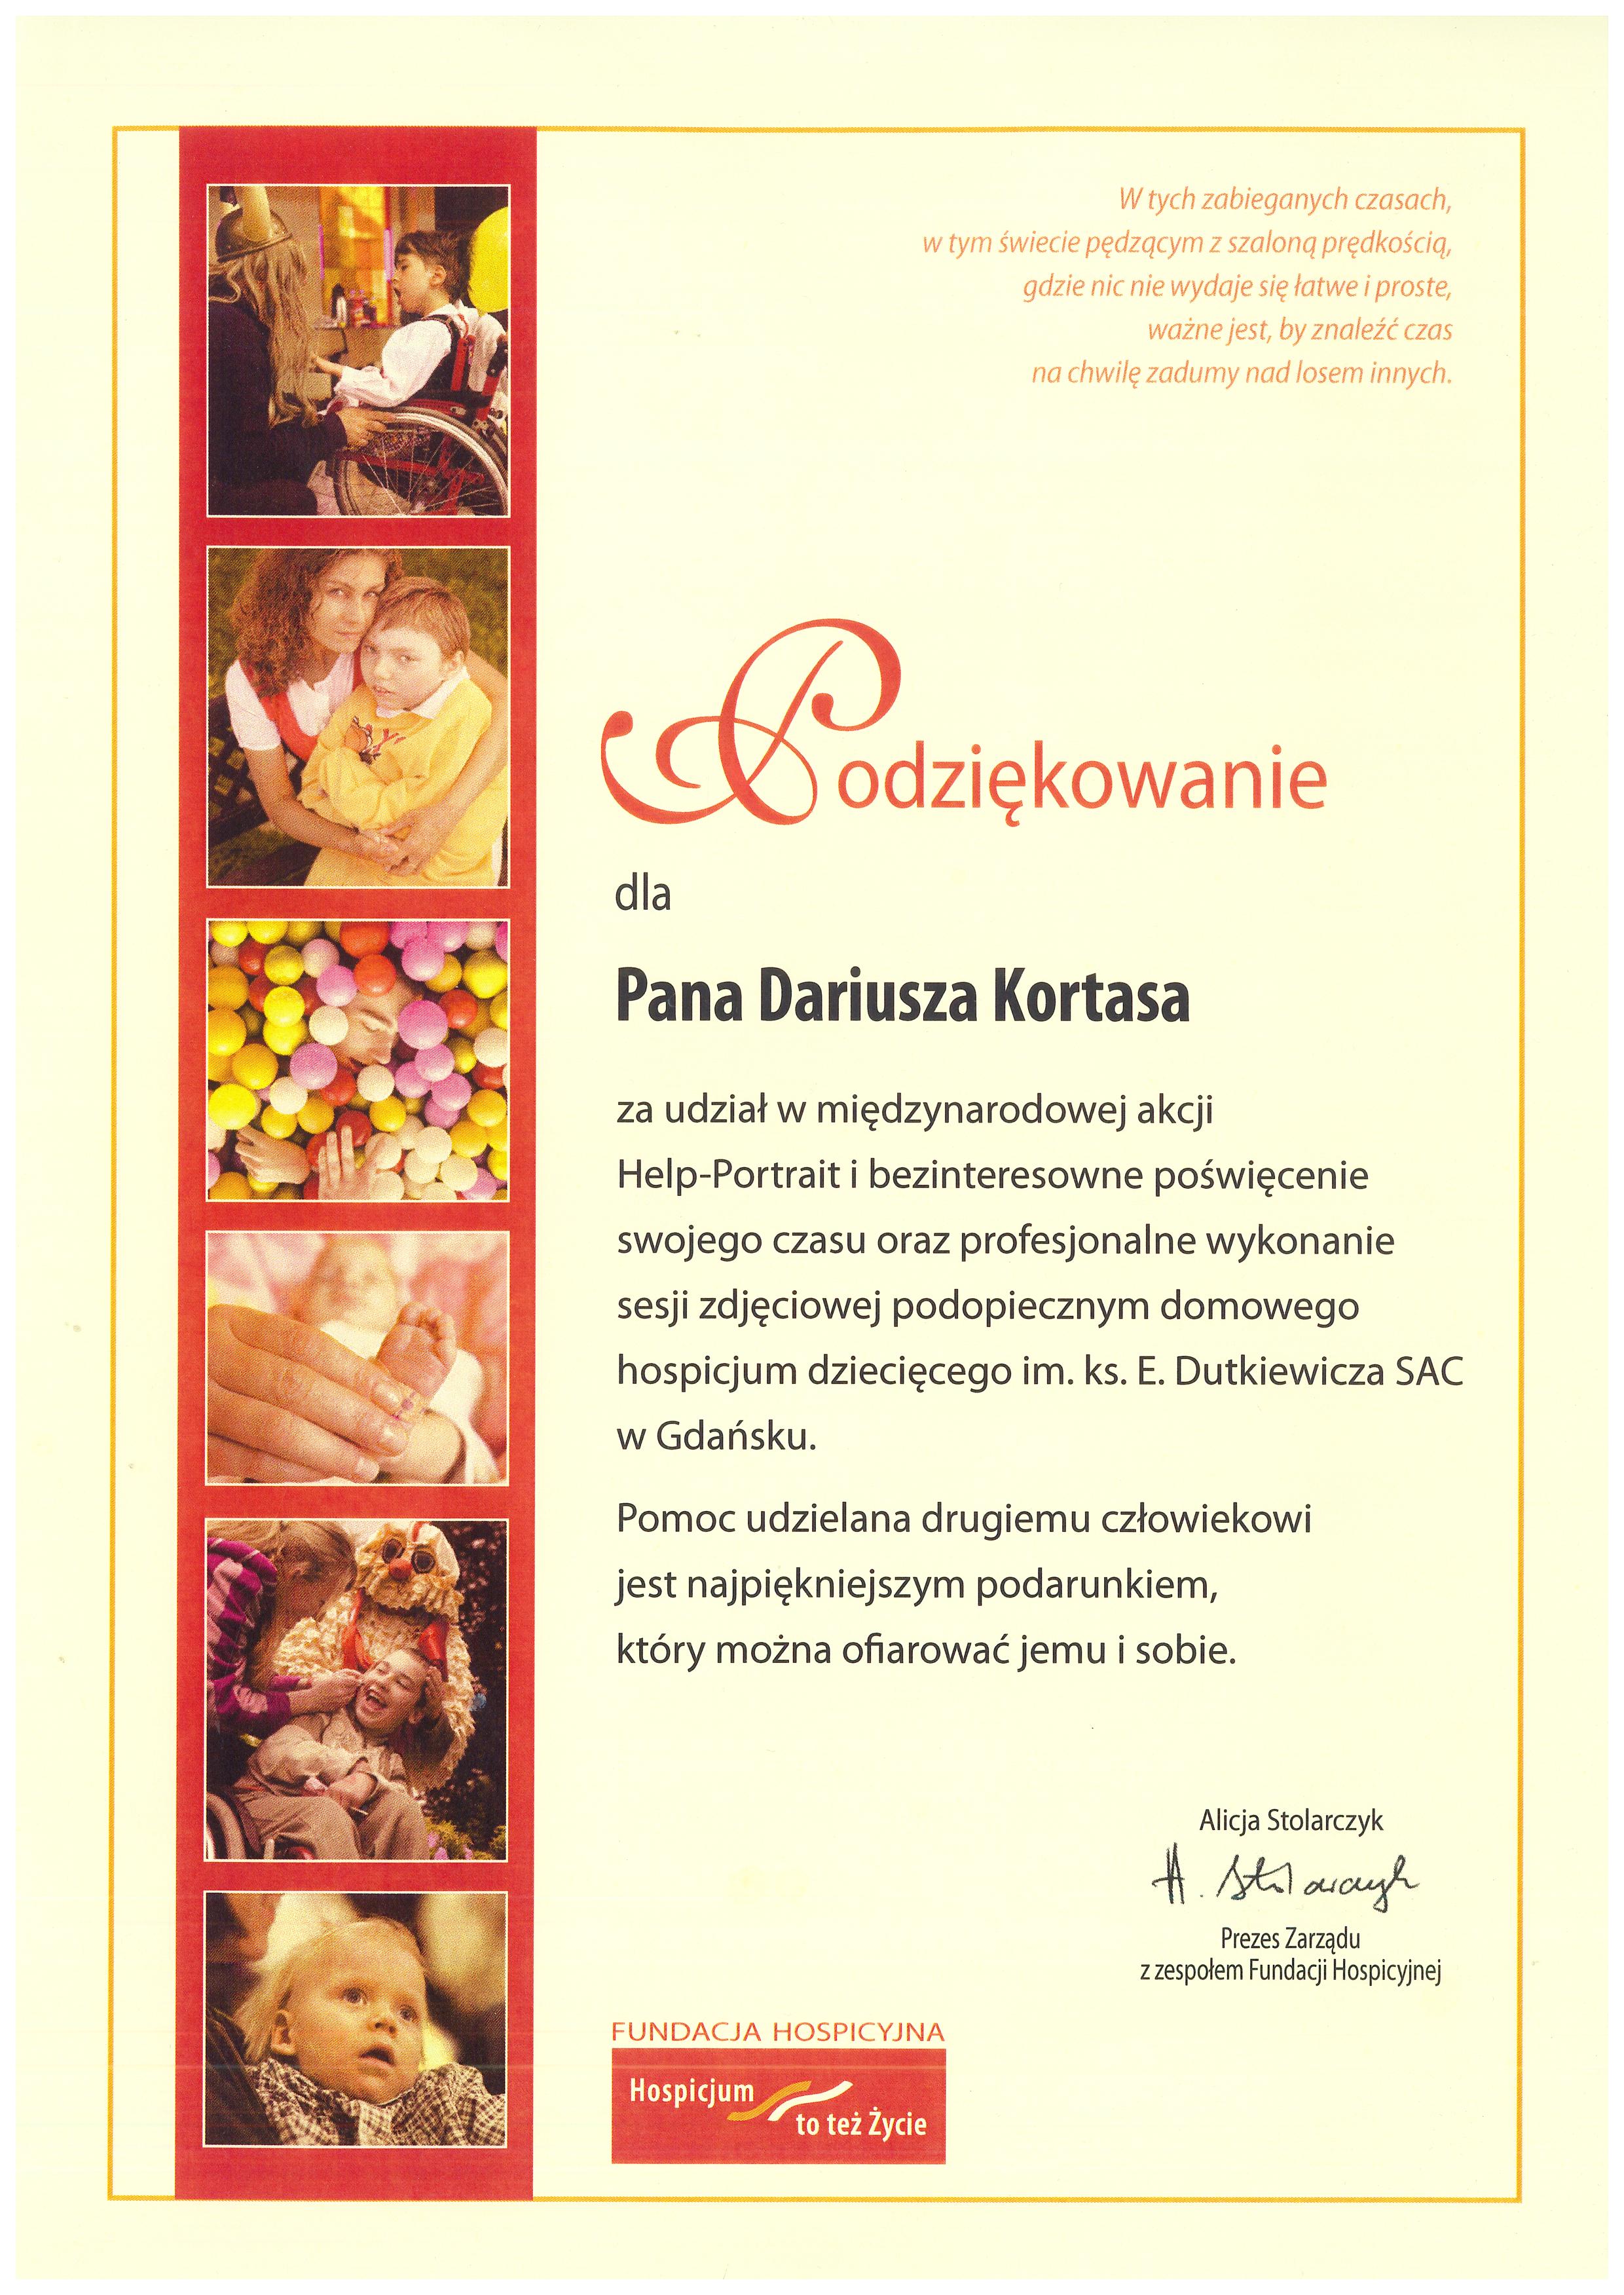 W tych zabieganych czasach,
w tym świecie pędzącym z szaloną prędkością,
gdzie nic nie wydaje się łatwe i proste,
ważne jest, by znaleźć czas
na chwilę zadumy nad losem innych.
Podziękowanie
dla
Pana Dariusza Kortasa
za udział w międzynarodowej akcji
Help-Portrait i bezinteresowne poświęcenie
swojego czasu oraz profesjonalne wykonanie
sesji zdjęciowej podopiecznym domowego
hospicjum dziecięcego im. ks. E. Dutkiewicza SAC
w Gdańsku.
Pomoc udzielana drugiemu człowiekowi
jest najpiękniejszym podarunkiem,
który można ofiarować jemu i sobie.
Alicja Stolarczyk
A. Stolarczyk
Prezes Zarządu
z zespołem Fundacji Hospicyjnej
FUNDACJA HOSPICYJNA
Hospicjum
to też Życie